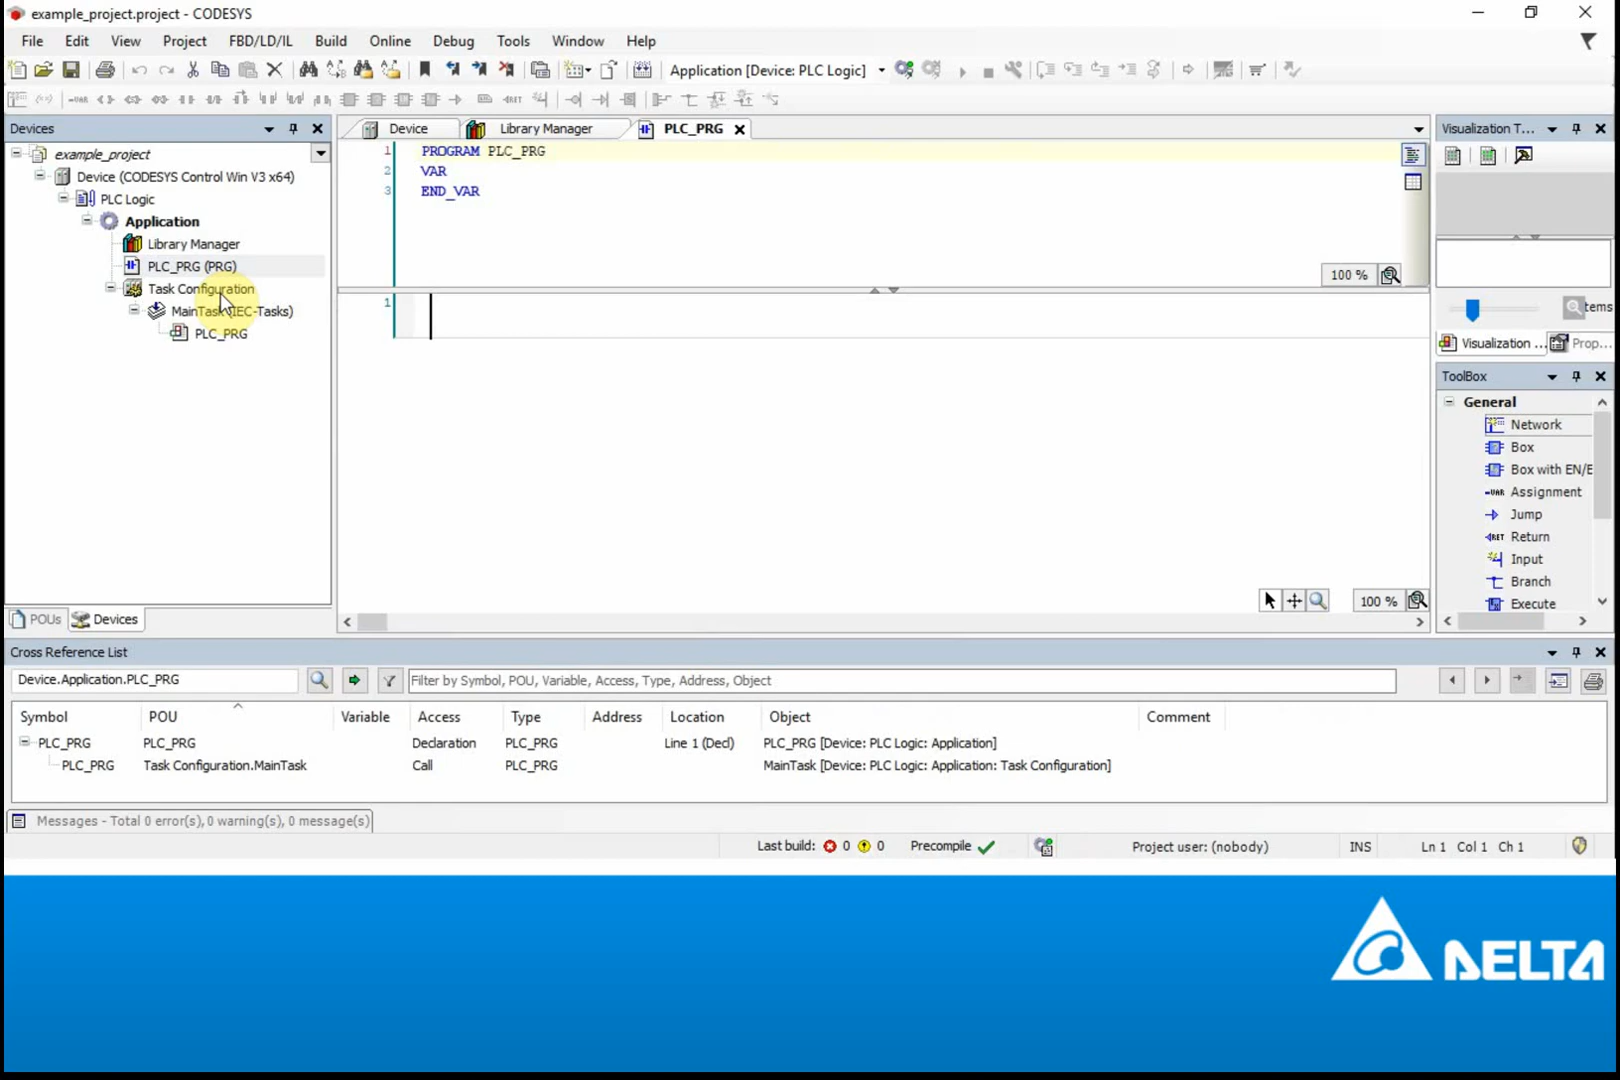 example_project.project - CODESYS
File Edit View Project FBD/LD/IL Build Online Debug Tools Window Help
Application [Device: PLC Logic]
Devices
example_project
Device (CODESYS Control Win V3 x64)
PLC Logic
Application
Library Manager
PLC_PRG (PRG)
Task Configuration
MainTask (IEC-Tasks)
PLC_PRG
POUs Devices
Device Library Manager PLC_PRG
1 PROGRAM PLC_PRG
2 VAR
3 END_VAR
100 %
1
100 %
Visualization T...
tems
Visualization ... Prop...
ToolBox
General
Network
Box
Box with EN/E
Assignment
Jump
Return
Input
Branch
Execute
Cross Reference List
Device.Application.PLC_PRG
Filter by Symbol, POU, Variable, Access, Type, Address, Object
Symbol POU Variable Access Type Address Location Object Comment
PLC_PRG PLC_PRG Declaration PLC_PRG Line 1 (Decl) PLC_PRG [Device: PLC Logic: Application]
PLC_PRG Task Configuration.MainTask Call PLC_PRG MainTask [Device: PLC Logic: Application: Task Configuration]
Messages - Total 0 error(s), 0 warning(s), 0 message(s)
Last build: 0 0 Precompile Project user: (nobody) INS Ln 1 Col 1 Ch 1
DELTA